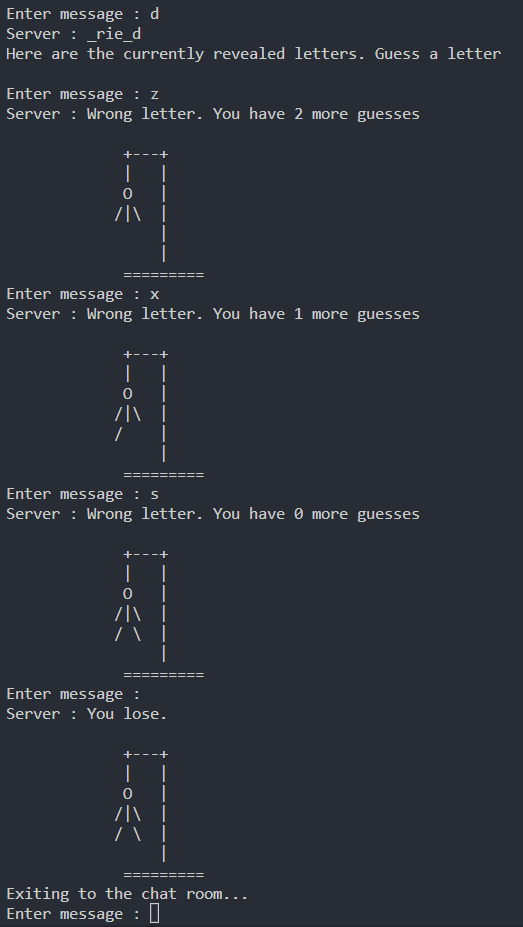 Enter message : d
Server : _rie_d
Here are the currently revealed letters. Guess a letter

Enter message : z
Server : Wrong letter. You have 2 more guesses

             +---+
             |   |
             O   |
            /|\  |
                 |
                 |
             =========
Enter message : x
Server : Wrong letter. You have 1 more guesses

             +---+
             |   |
             O   |
            /|\  |
            /    |
                 |
             =========
Enter message : s
Server : Wrong letter. You have 0 more guesses

             +---+
             |   |
             O   |
            /|\  |
            / \  |
                 |
             =========
Enter message :
Server : You lose.

             +---+
             |   |
             O   |
            /|\  |
            / \  |
                 |
             =========
Exiting to the chat room...
Enter message :